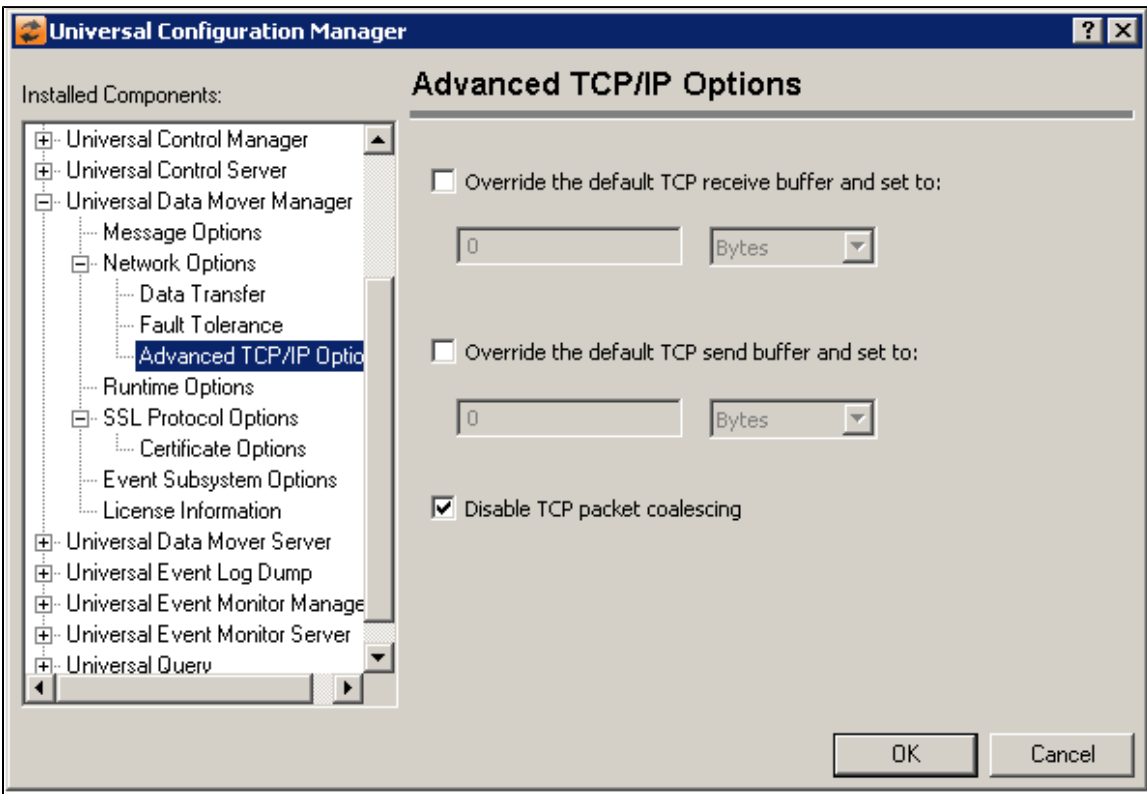 Universal Configuration Manager
Installed Components:
Universal Control Manager
Universal Control Server
Universal Data Mover Manager
Message Options
Network Options
Data Transfer
Fault Tolerance
Advanced TCP/IP Optio
Runtime Options
SSL Protocol Options
Certificate Options
Event Subsystem Options
License Information
Universal Data Mover Server
Universal Event Log Dump
Universal Event Monitor Manage
Universal Event Monitor Server
Universal Query
Advanced TCP/IP Options
Override the default TCP receive buffer and set to:
0 Bytes
Override the default TCP send buffer and set to:
0 Bytes
Disable TCP packet coalescing
OK Cancel